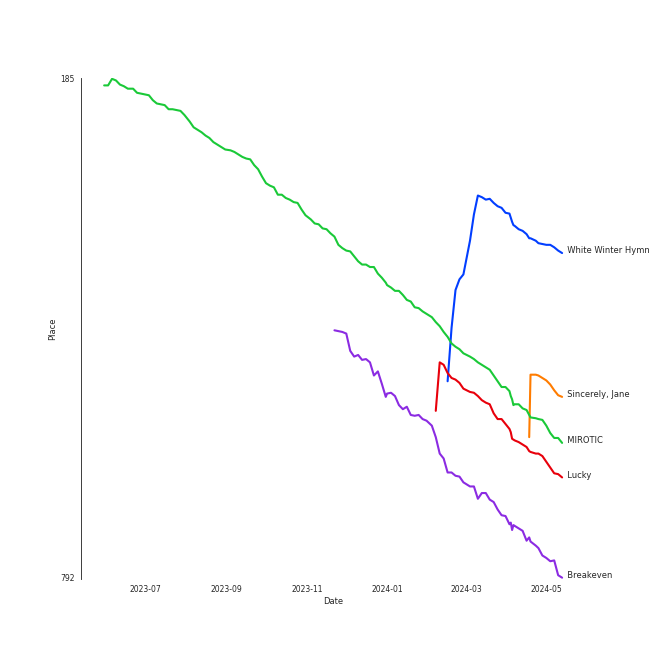 185
Place
792
2023-07
2023-09
2023-11
2024-01
2024-03
2024-05
Date
White Winter Hymn
Sincerely, Jane
MIROTIC
Lucky
Breakeven